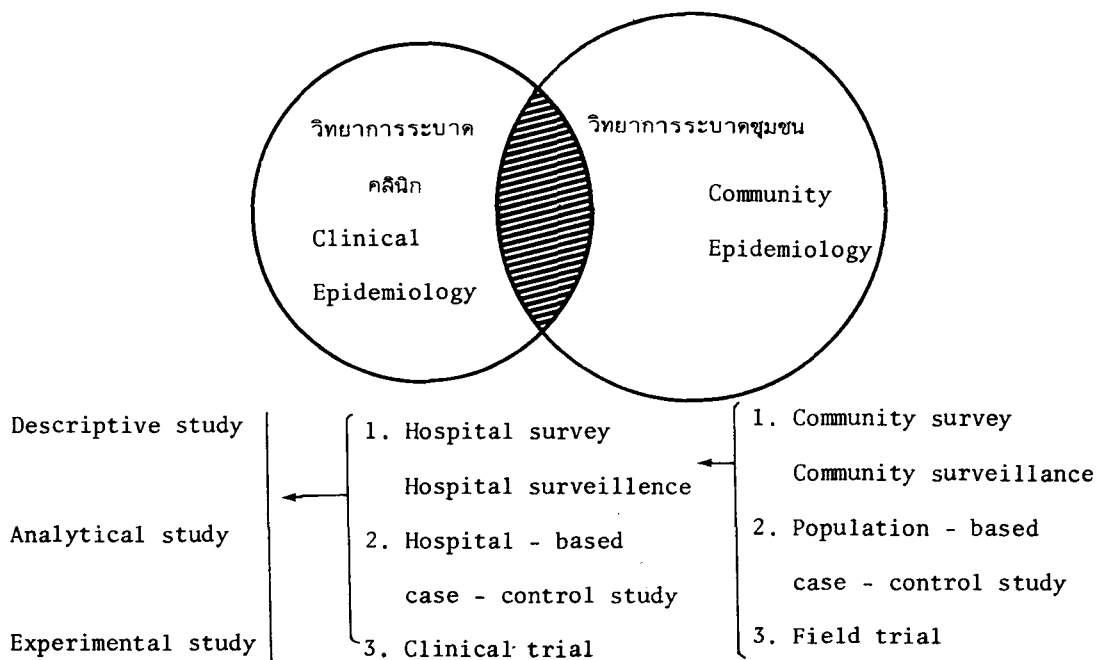 วิทยาการระบาด
คลินิก
Clinical
Epidemiology
วิทยาการระบาดชุมชน
Community
Epidemiology
Descriptive study
Analytical study
Experimental study
1. Hospital survey
Hospital surveillence
2. Hospital - based
case - control study
3. Clinical trial
1. Community survey
Community surveillance
2. Population - based
case - control study
3. Field trial